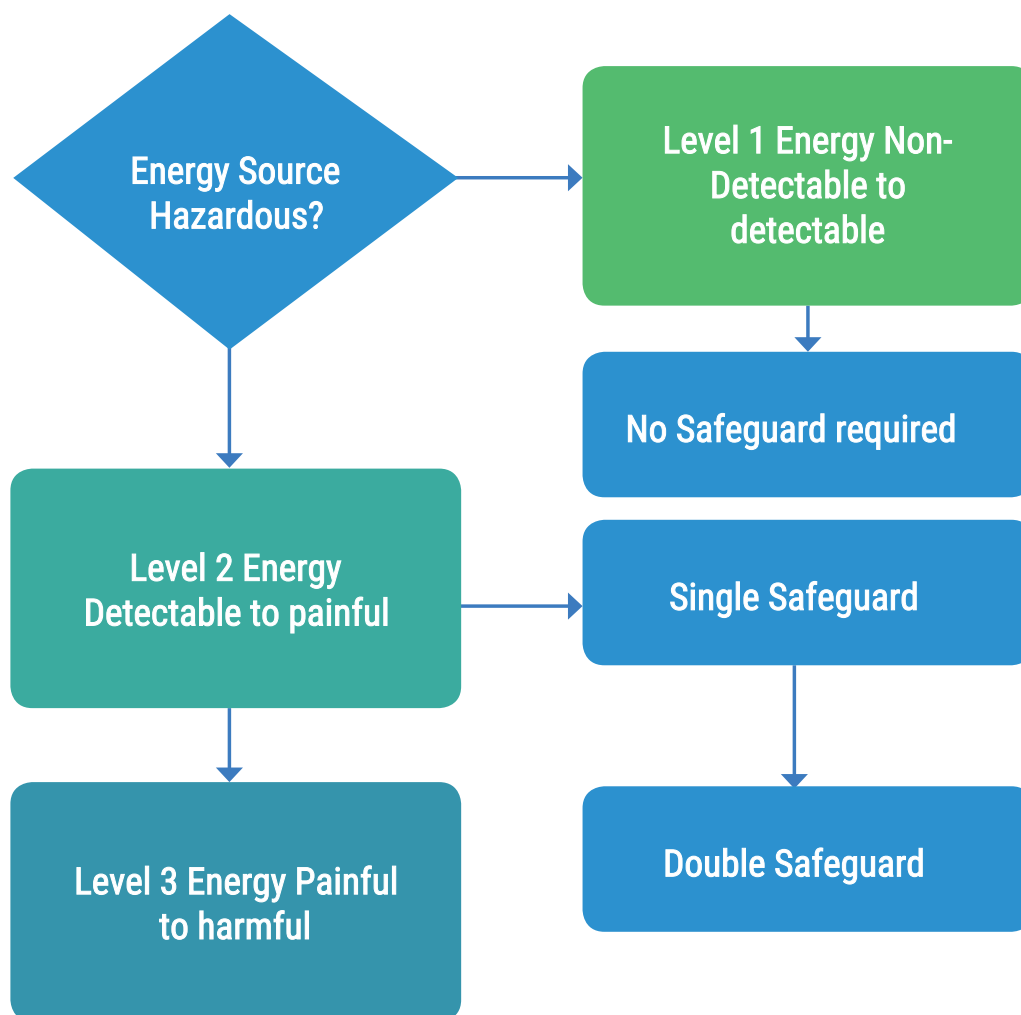 Energy Source
Hazardous?
Level 1 Energy Non-
Detectable to
detectable
No Safeguard required
Level 2 Energy
Detectable to painful
Single Safeguard
Level 3 Energy Painful
to harmful
Double Safeguard